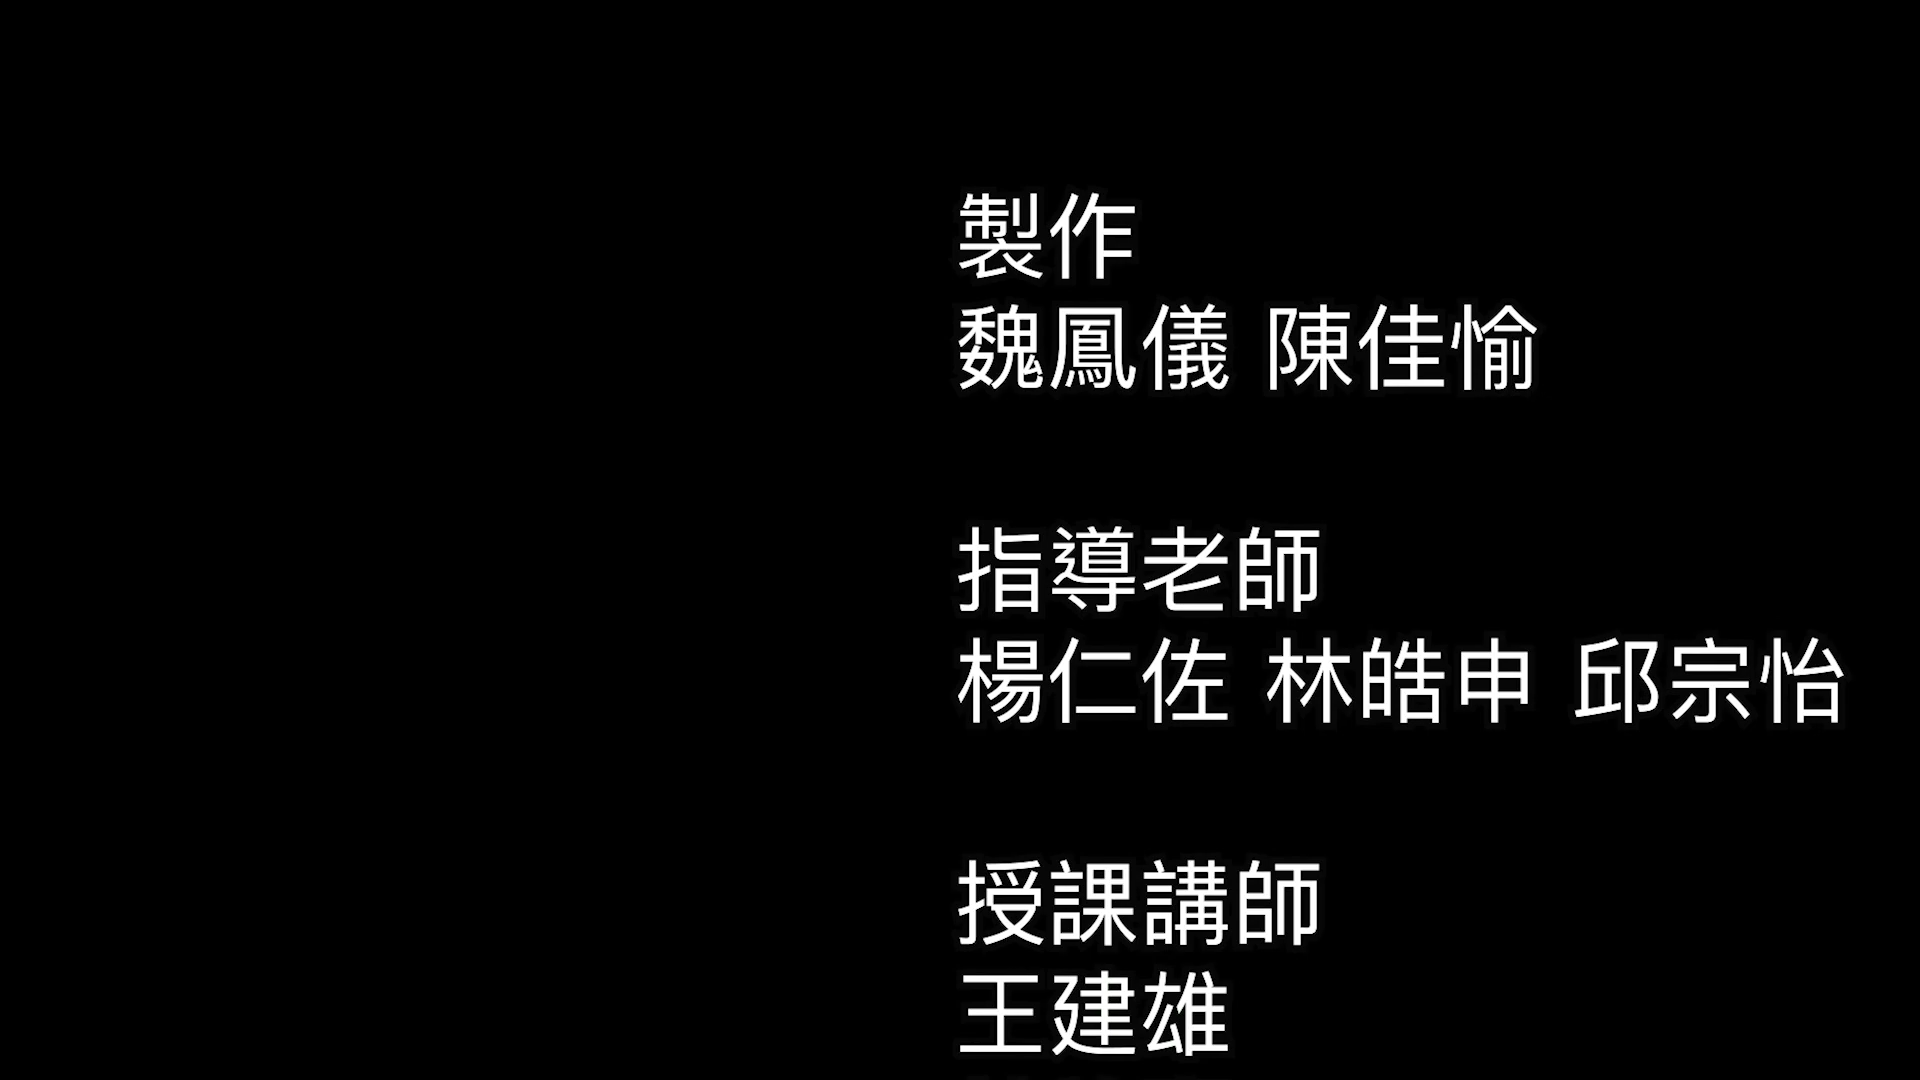 製作
魏鳳儀 陳佳愉
指導老師
楊仁佐 林皓申 邱宗怡
授課講師
王建雄